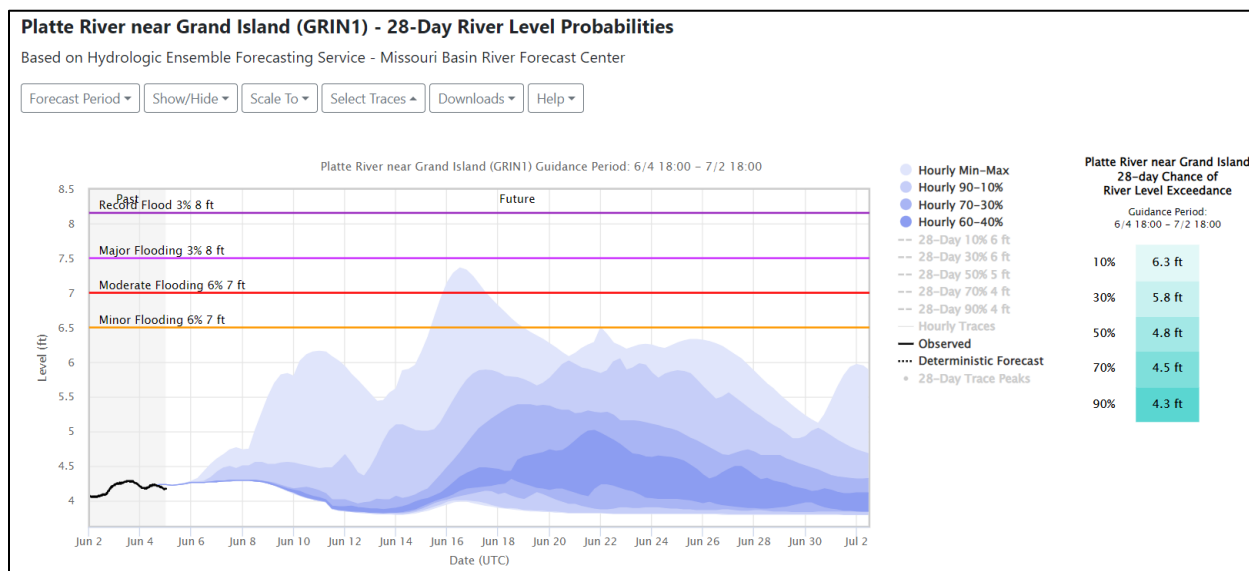 Platte River near Grand Island (GRIN1) - 28-Day River Level Probabilities
Based on Hydrologic Ensemble Forecasting Service - Missouri Basin River Forecast Center
Forecast Period
Show/Hide
Scale To
Select Traces
Downloads
Help
Platte River near Grand Island (GRIN1) Guidance Period: 6/4 18:00 – 7/2 18:00
Past
Future
Record Flood 3% 8 ft
Major Flooding 3% 8 ft
Moderate Flooding 6% 7 ft
Minor Flooding 6% 7 ft
Level (ft)
8.5
8
7.5
7
6.5
6
5.5
5
4.5
4
Jun 2
Jun 4
Jun 6
Jun 8
Jun 10
Jun 12
Jun 14
Jun 16
Jun 18
Jun 20
Jun 22
Jun 24
Jun 26
Jun 28
Jun 30
Jul 2
Date (UTC)
Hourly Min–Max
Hourly 90–10%
Hourly 70–30%
Hourly 60–40%
28–Day 10% 6 ft
28–Day 30% 6 ft
28–Day 50% 5 ft
28–Day 70% 4 ft
28–Day 90% 4 ft
Hourly Traces
Observed
Deterministic Forecast
28–Day Trace Peaks
Platte River near Grand Island
28-day Chance of
River Level Exceedance
Guidance Period:
6/4 18:00 – 7/2 18:00
10% 6.3 ft
30% 5.8 ft
50% 4.8 ft
70% 4.5 ft
90% 4.3 ft